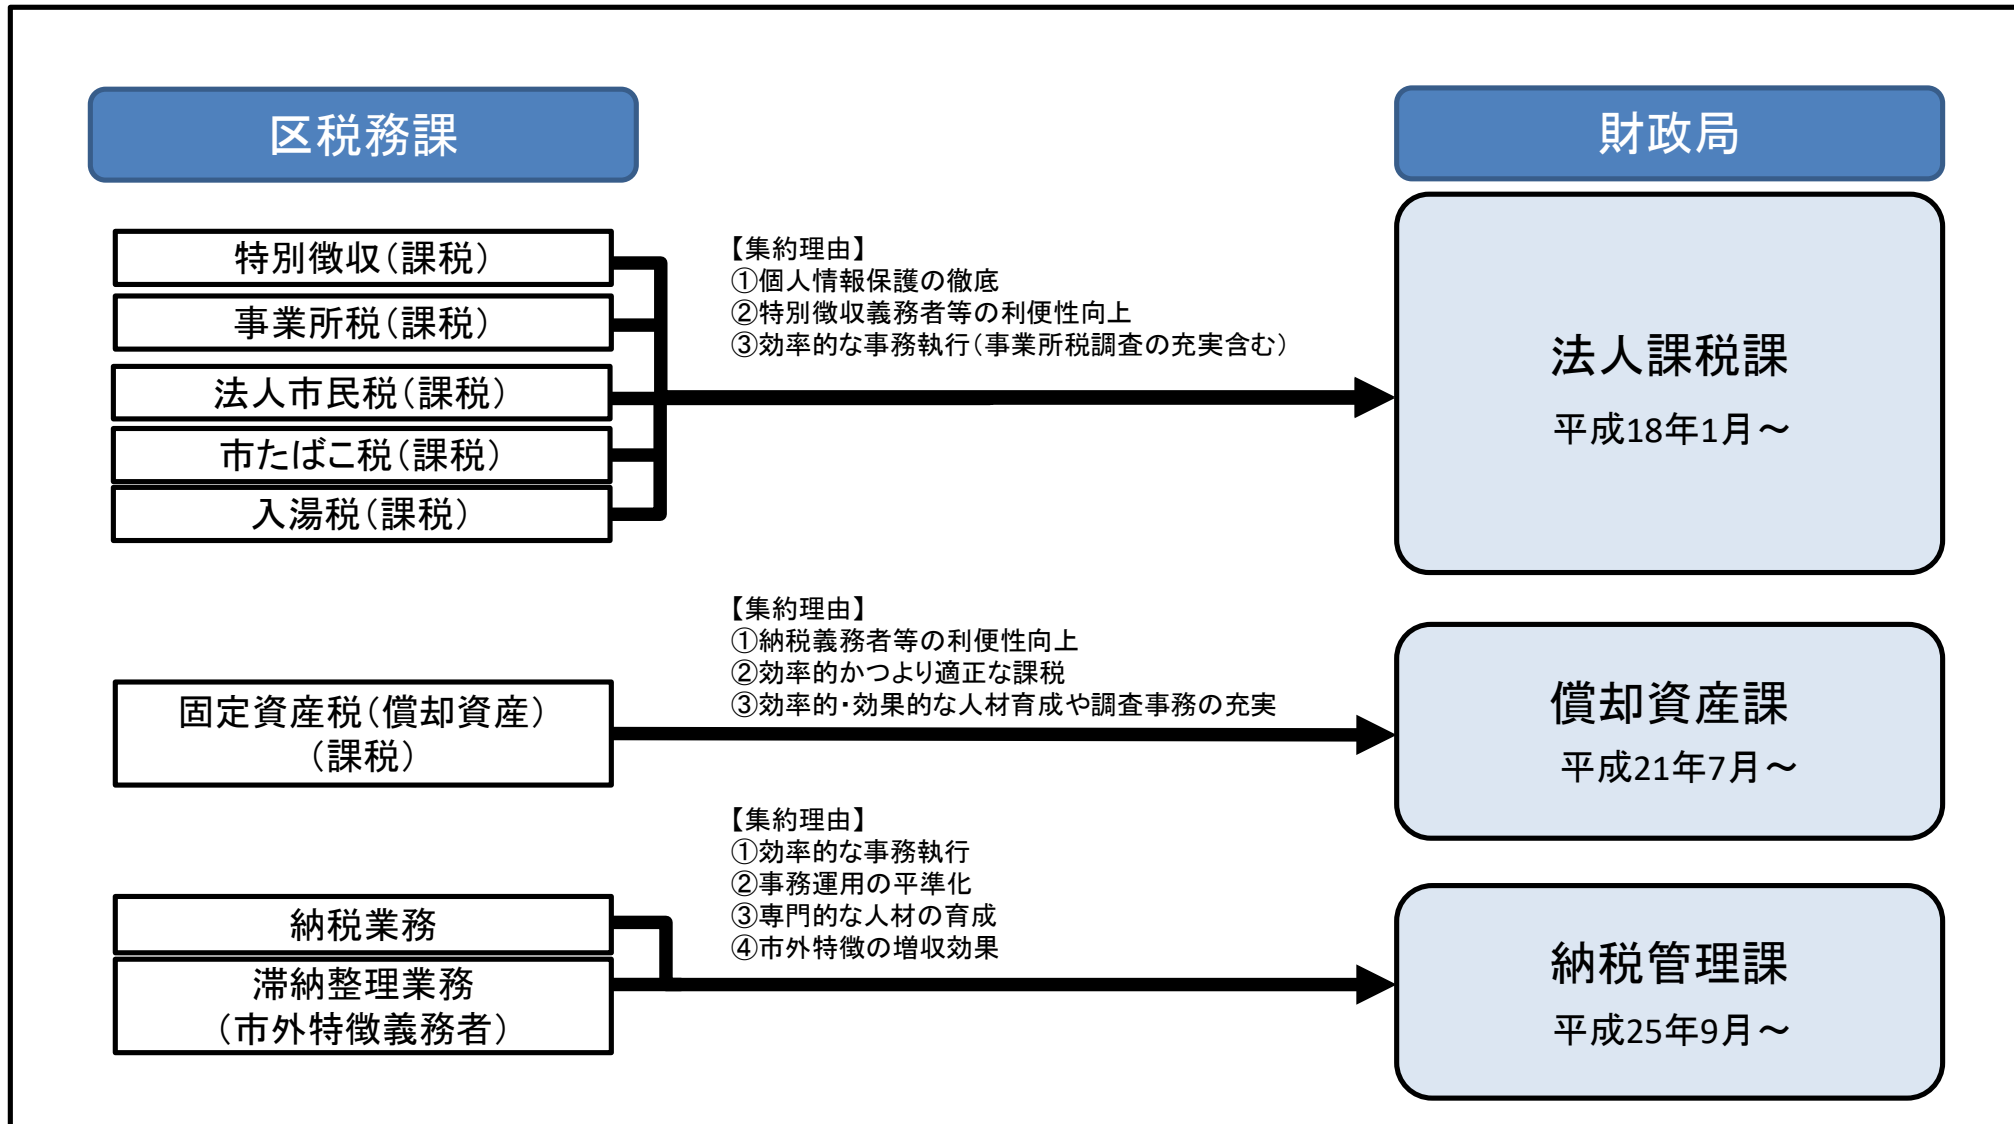 区税務課
財政局
特別徴収（課税）
事業所税（課税）
法人市民税（課税）
市たばこ税（課税）
入湯税（課税）
【集約理由】
①個人情報保護の徹底
②特別徴収義務者等の利便性向上
③効率的な事務執行（事業所税調査の充実含む）
法人課税課
平成18年1月～
固定資産税（償却資産）
（課税）
【集約理由】
①納税義務者等の利便性向上
②効率的かつより適正な課税
③効率的・効果的な人材育成や調査事務の充実
償却資産課
平成21年7月～
納税業務
滞納整理業務
（市外特徴義務者）
【集約理由】
①効率的な事務執行
②事務運用の平準化
③専門的な人材の育成
④市外特徴の増収効果
納税管理課
平成25年9月～